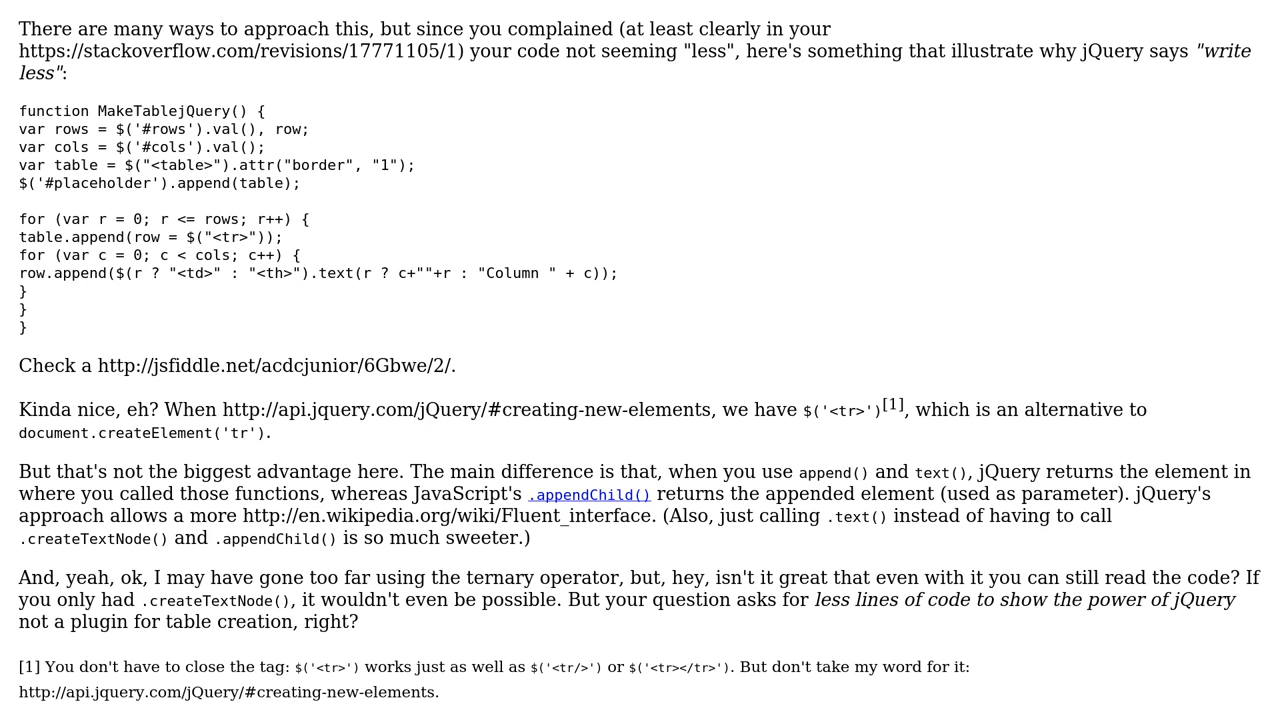 There are many ways to approach this, but since you complained (at least clearly in your
https://stackoverflow.com/revisions/17771105/1) your code not seeming "less", here's something that illustrate why jQuery says "write
less":
function MakeTablejQuery() {
var rows = $('#rows').val(), row;
var cols = $('#cols').val();
var table = $("<table>").attr("border", "1");
$('#placeholder').append(table);
for (var r = 0; r <= rows; r++) {
table.append(row = $("<tr>"));
for (var c = 0; c < cols; c++) {
row.append($(r ? "<td>" : "<th>").text(r ? c+""+r : "Column " + c));
}
}
}
Check a http://jsfiddle.net/acdcjunior/6Gbwe/2/.
Kinda nice, eh? When http://api.jquery.com/jQuery/#creating-new-elements, we have $('<tr>')[1], which is an alternative to
document.createElement('tr').
But that's not the biggest advantage here. The main difference is that, when you use append() and text(), jQuery returns the element in
where you called those functions, whereas JavaScript's .appendChild() returns the appended element (used as parameter). jQuery's
approach allows a more http://en.wikipedia.org/wiki/Fluent_interface. (Also, just calling .text() instead of having to call
.createTextNode() and .appendChild() is so much sweeter.)
And, yeah, ok, I may have gone too far using the ternary operator, but, hey, isn't it great that even with it you can still read the code? If
you only had .createTextNode(), it wouldn't even be possible. But your question asks for less lines of code to show the power of jQuery
not a plugin for table creation, right?
[1] You don't have to close the tag: $('<tr>') works just as well as $('<tr/>') or $('<tr></tr>'). But don't take my word for it:
http://api.jquery.com/jQuery/#creating-new-elements.